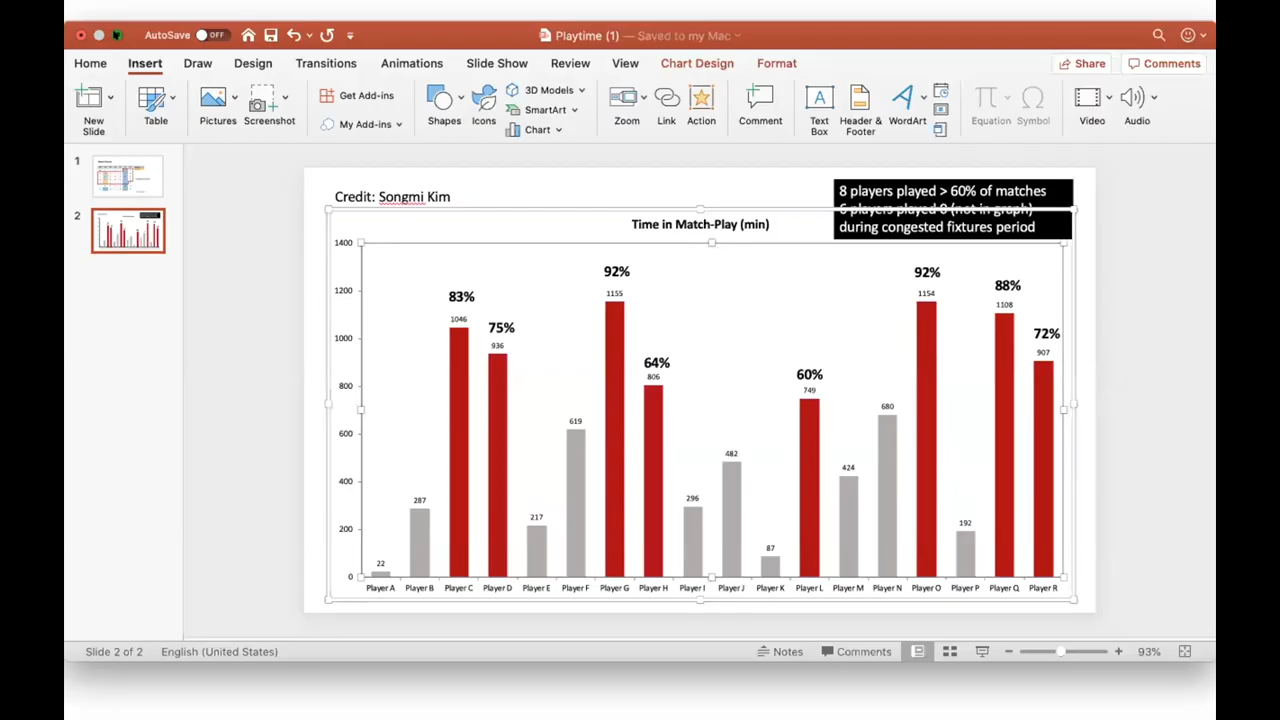 AutoSave OFF
Playtime (1) — Saved to my Mac
Home Insert Draw Design Transitions Animations Slide Show Review View Chart Design Format
Share Comments
New Slide
Table
Pictures
Screenshot
Get Add-ins
My Add-ins
Shapes
Icons
3D Models
SmartArt
Chart
Zoom
Link
Action
Comment
Text Box
Header & Footer
WordArt
Equation
Symbol
Video
Audio
1
2
Credit: Songmi Kim
8 players played > 60% of matches
6 players played 0 (not in graph)
during congested fixtures period
Time in Match-Play (min)
1400
1200
1000
800
600
400
200
0
22
287
83%
1046
75%
936
217
619
92%
1155
64%
806
296
482
87
60%
749
424
680
92%
1154
192
88%
1108
72%
907
Player A Player B Player C Player D Player E Player F Player G Player H Player I Player J Player K Player L Player M Player N Player O Player P Player Q Player R
Slide 2 of 2 English (United States)
Notes Comments 93%